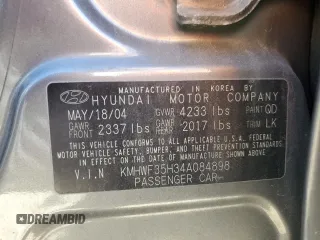 MANUFACTURED IN KOREA BY
HYUNDAI MOTOR COMPANY
MAY/18/04 GVWR 4233 lbs PAINT QD
GAWR FRONT 2337 lbs GAWR REAR 2017 lbs TRIM LK
THIS VEHICLE CONFORMS TO ALL APPLICABLE U.S.A. FEDERAL
MOTOR VEHICLE SAFETY, BUMPER, AND THEFT PREVENTION
STANDARDS IN EFFECT ON THE DATE OF MANUFACTURE
SHOWN ABOVE.
V.I.N KMHWF35H34A084898
PASSENGER CAR
DREAMBID